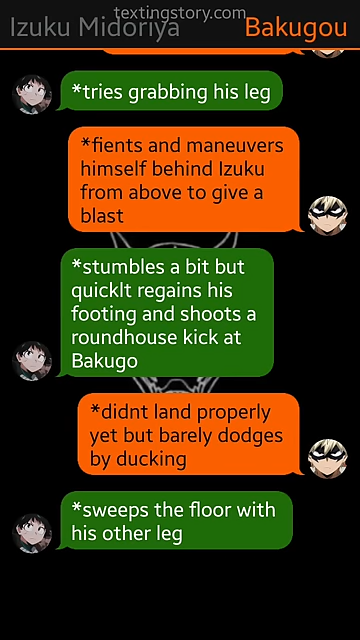 textingstory.com
Izuku Midoriya Bakugou
*tries grabbing his leg
*fients and maneuvers
himself behind Izuku
from above to give a
blast
*stumbles a bit but
quicklt regains his
footing and shoots a
roundhouse kick at
Bakugo
*didnt land properly
yet but barely dodges
by ducking
*sweeps the floor with
his other leg